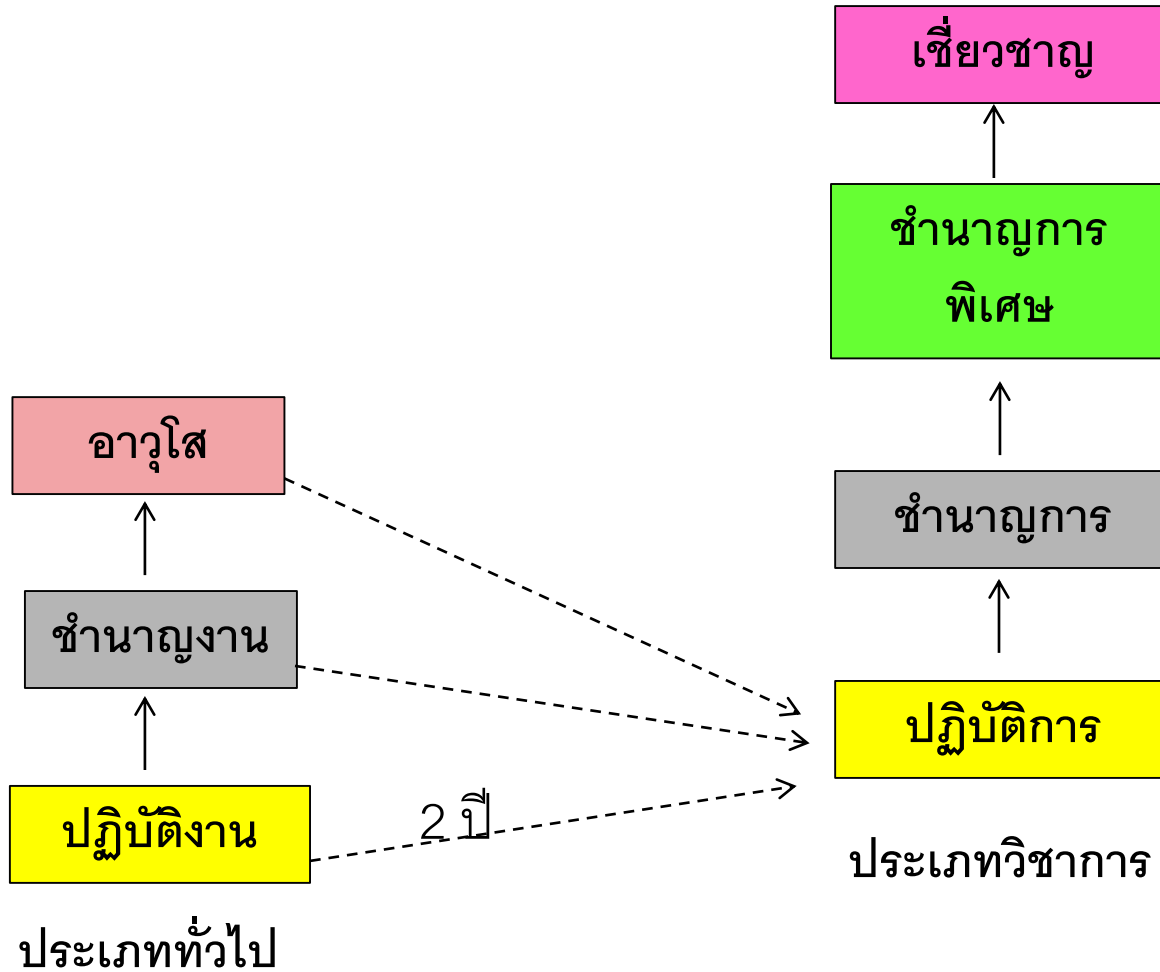 เชี่ยวชาญ
ชำนาญการ
พิเศษ
อาวุโส
ชำนาญการ
ชำนาญงาน
ปฏิบัติการ
ปฏิบัติงาน
2 ปี
ประเภทวิชาการ
ประเภททั่วไป